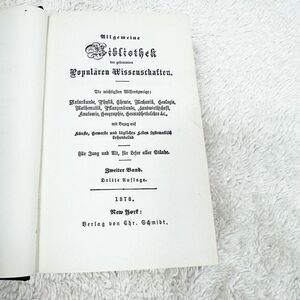 Allgemeine
Bibliothek
der gesammten
Populären Wissenschaften.
Die wichtigsten Wissenszweige:
Naturkunde, Physik, Chemie, Mechanik, Geologie,
Mathematik, Pflanzenkunde, Landwirthschaft,
Anatomie, Geographie, Gesundheitslehre &c.,
mit Bezug auf
Künste, Gewerbe und tägliches Leben systematisch
behandelnd
für Jung und Alt, für Leser aller Stände.
Zweiter Band.
Dritte Auflage.
1878.
New York:
Verlag von Chr. Schmidt.